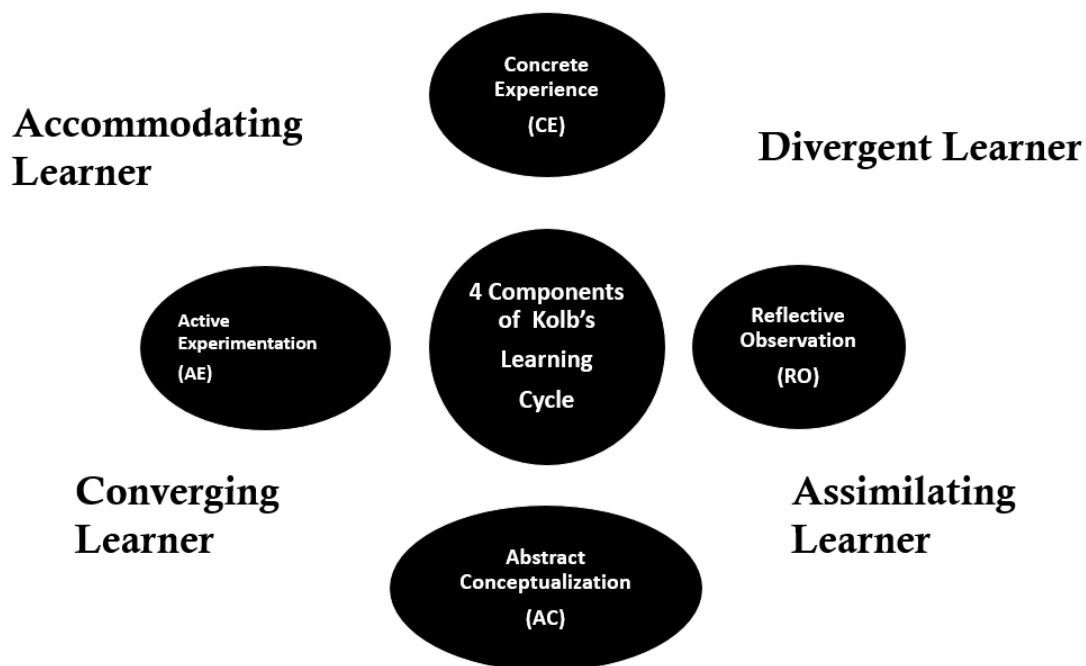 Concrete
Experience
(CE)
Accommodating
Learner
Divergent Learner
Active
Experimentation
(AE)
4 Components
of Kolb’s
Learning
Cycle
Reflective
Observation
(RO)
Converging
Learner
Assimilating
Learner
Abstract
Conceptualization
(AC)